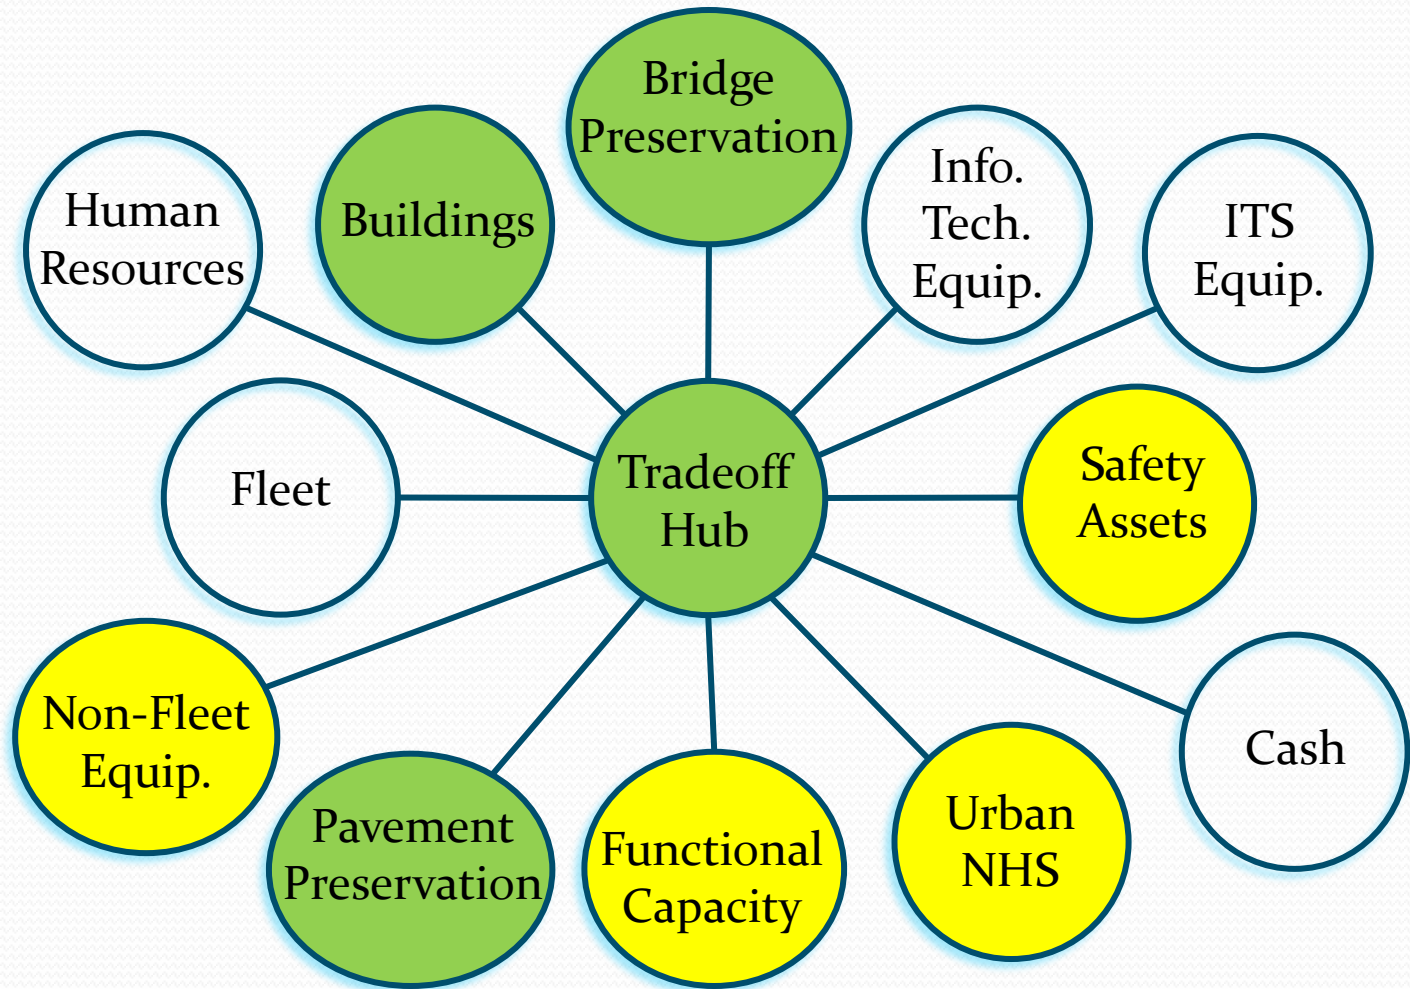 Bridge
Preservation
Buildings
Human
Resources
Info.
Tech.
Equip.
ITS
Equip.
Tradeoff
Hub
Fleet
Safety
Assets
Non-Fleet
Equip.
Pavement
Preservation
Functional
Capacity
Urban
NHS
Cash